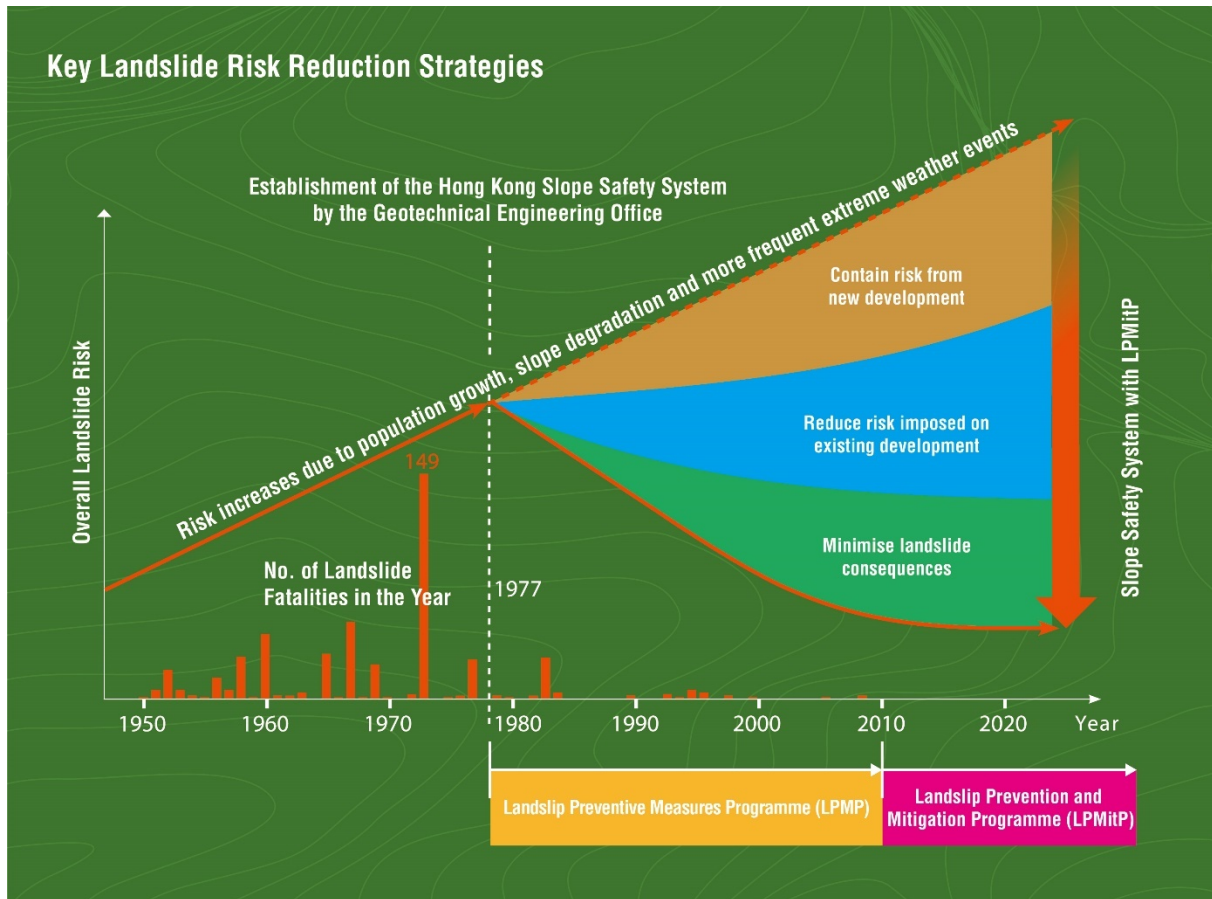 Key Landslide Risk Reduction Strategies
Establishment of the Hong Kong Slope Safety System
by the Geotechnical Engineering Office
Risk increases due to population growth, slope degradation and more frequent extreme weather events
Contain risk from
new development
Reduce risk imposed on
existing development
Minimise landslide
consequences
Slope Safety System with LPMitP
Overall Landslide Risk
149
No. of Landslide
Fatalities in the Year
1977
1950 1960 1970 1980 1990 2000 2010 2020 Year
Landslip Preventive Measures Programme (LPMP)
Landslip Prevention and
Mitigation Programme (LPMitP)